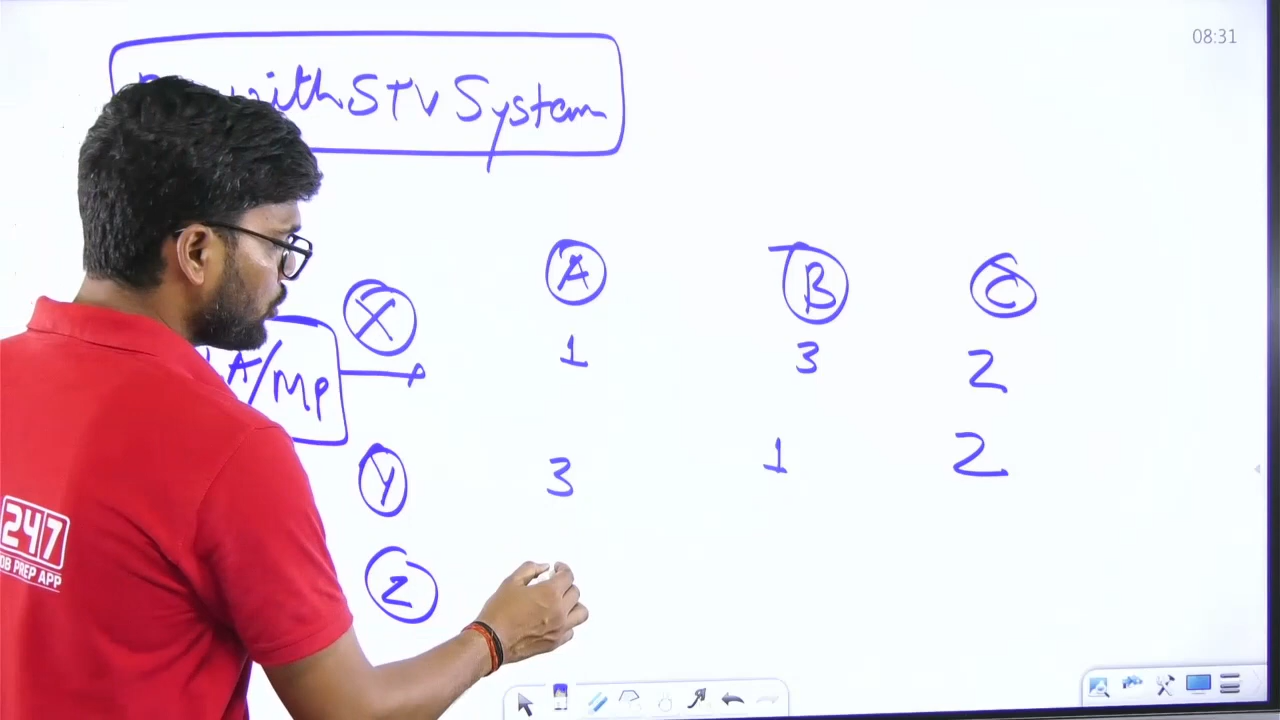 08:31
with STV System
A B C
X 1 3 2
A/MP
Y 3 1 2
Z
247
JOB PREP APP